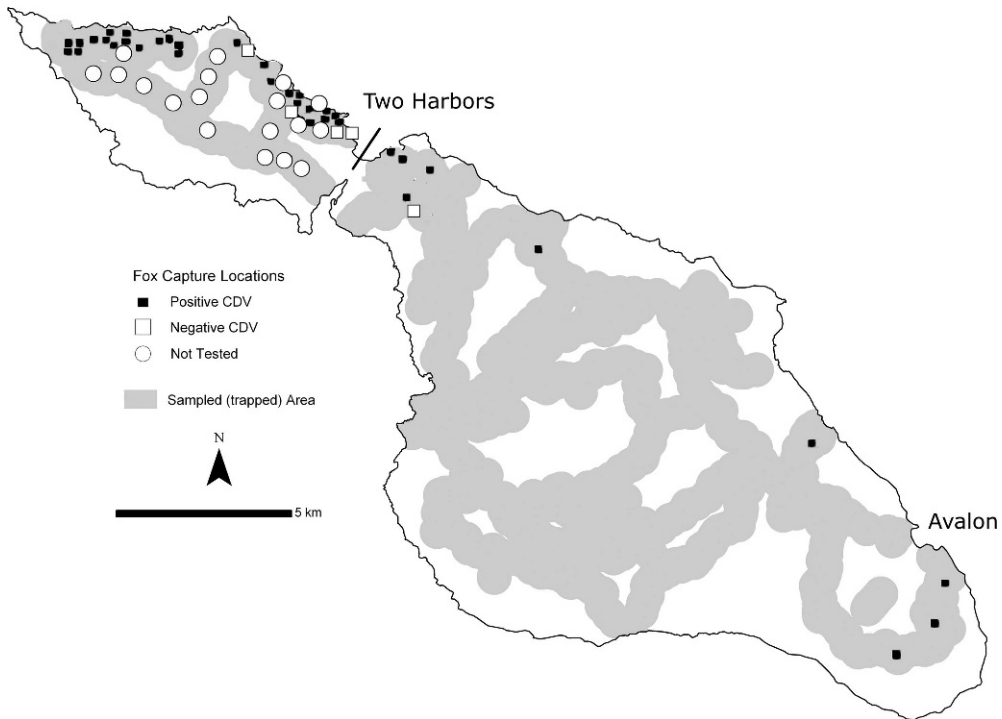 Two Harbors
Fox Capture Locations
Positive CDV
Negative CDV
Not Tested
Sampled (trapped) Area
N
5 km
Avalon